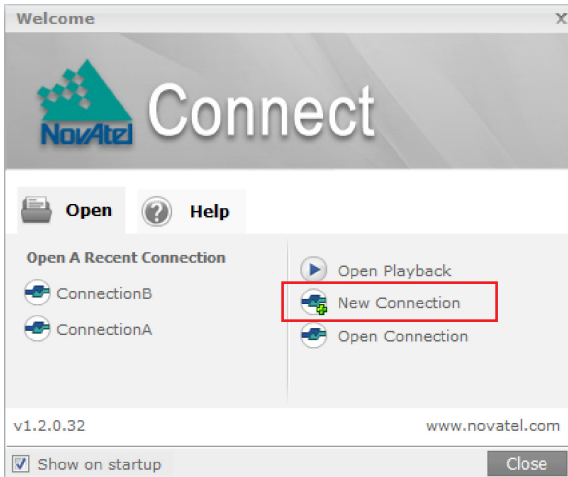 Welcome X
NovAtel
Connect
Open Help
Open A Recent Connection
ConnectionB
ConnectionA
Open Playback
New Connection
Open Connection
v1.2.0.32 www.novatel.com
Show on startup Close